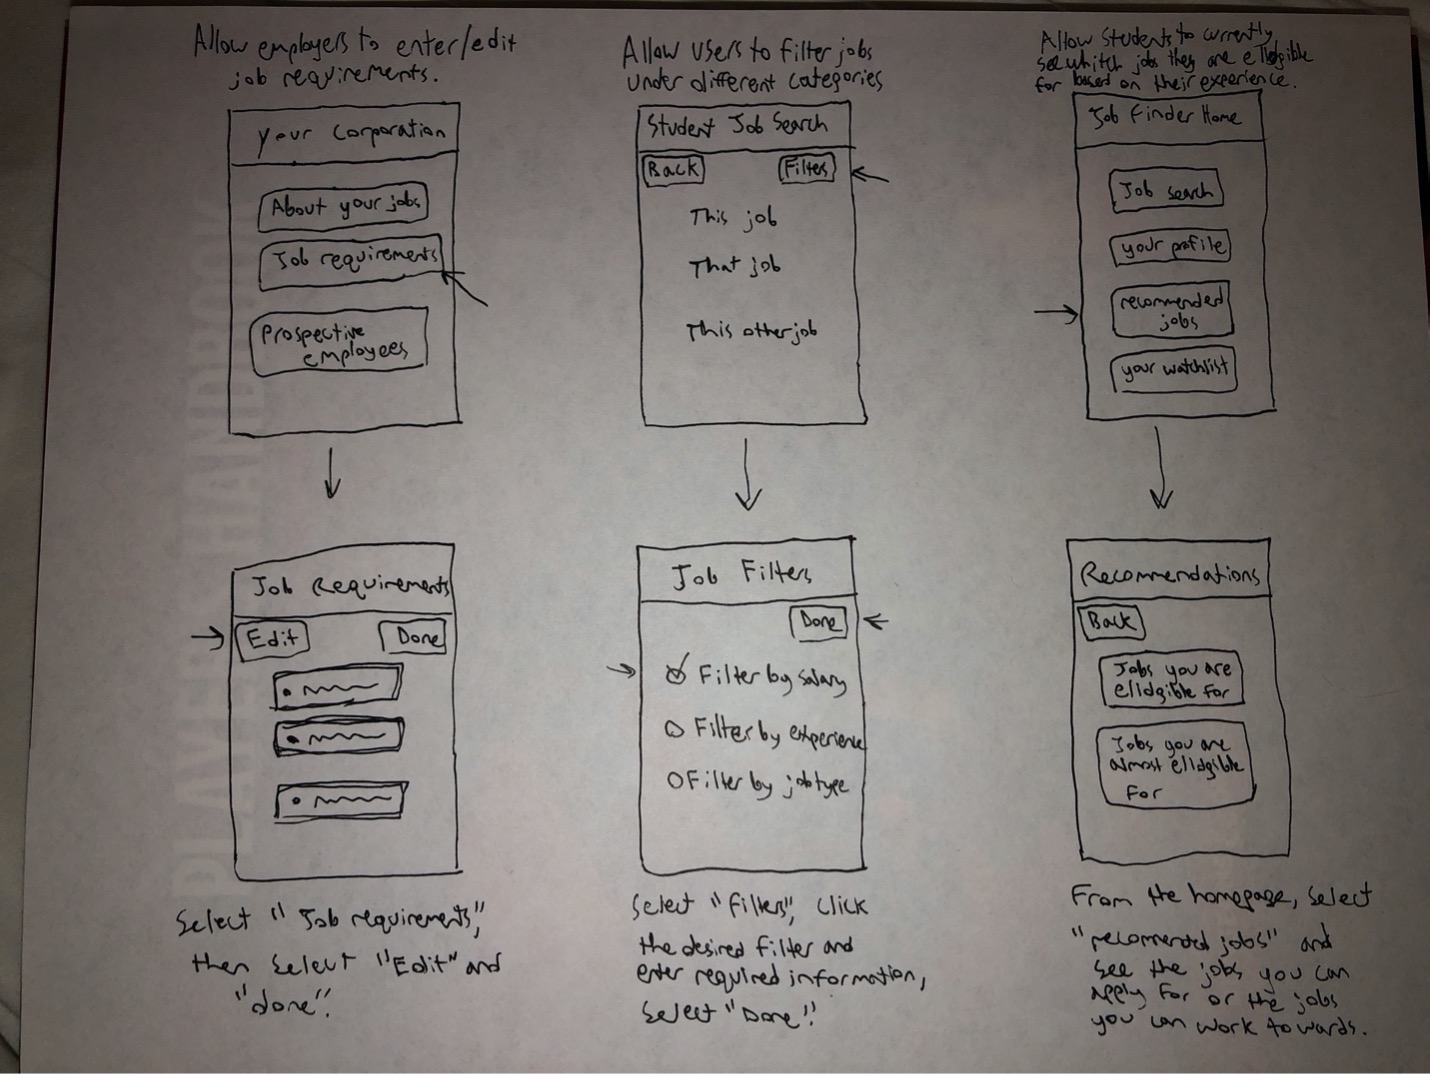 Allow employers to enter/edit
job requirements.
Your Corporation
About your jobs
Job requirements
Prospective
employees
Job Requirements
Edit
Done
Select "Job requirements",
then select "Edit" and
"done".
Allow users to filter jobs
under different categories
Student Job Search
Back
Filter
This job
That job
This other job
Job Filters
Done
Filter by salary
Filter by experience
Filter by job type
Select "filters", click
the desired filter and
enter required information,
Select "Done".
Allow Students to currently
see whitch jobs they are ellidgible
for based on their experience.
Job Finder Home
Job search
your profile
recommended
jobs
your watchlist
Recommendations
Back
Jobs you are
ellidgible for
Jobs you are
almost ellidgible
for
From the homepage, select
"recomended jobs" and
see the jobs you can
apply for or the jobs
you can work towards.